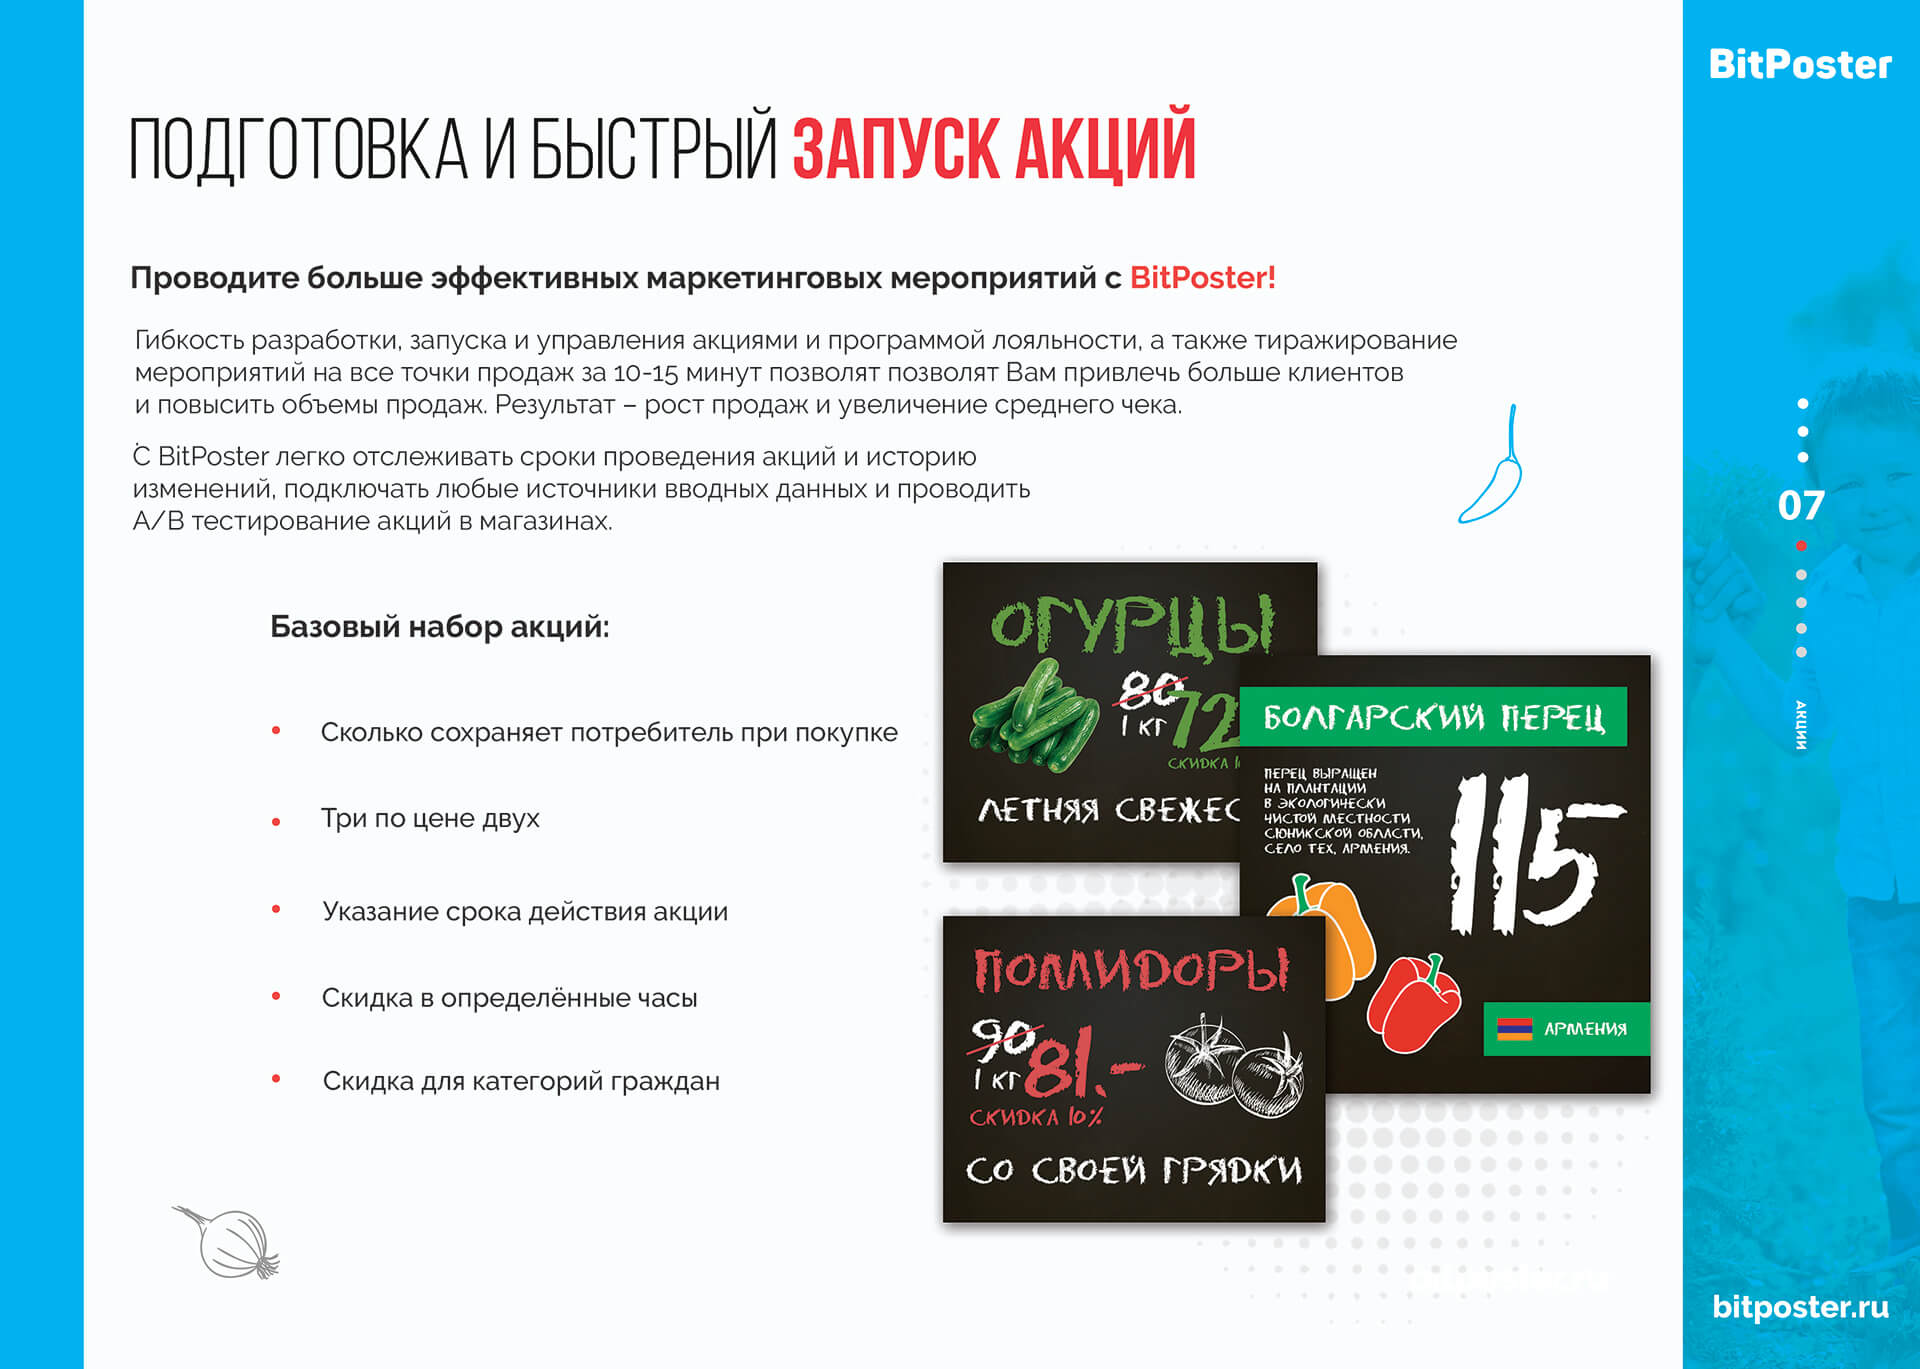 BitPoster
ПОДГОТОВКА И БЫСТРЫЙ ЗАПУСК АКЦИЙ
Проводите больше эффективных маркетинговых мероприятий с BitPoster!
Гибкость разработки, запуска и управления акциями и программой лояльности, а также тиражирование
мероприятий на все точки продаж за 10-15 минут позволят позволят Вам привлечь больше клиентов
и повысить объемы продаж. Результат – рост продаж и увеличение среднего чека.
С BitPoster легко отслеживать сроки проведения акций и историю
изменений, подключать любые источники вводных данных и проводить
А/В тестирование акций в магазинах.
Базовый набор акций:
• Сколько сохраняет потребитель при покупке
• Три по цене двух
• Указание срока действия акции
• Скидка в определённые часы
• Скидка для категорий граждан
ОГУРЦЫ
80
1 КГ
72
СКИДКА
ЛЕТНЯЯ СВЕЖЕС
БОЛГАРСКИЙ ПЕРЕЦ
ПЕРЕЦ ВЫРАЩЕН
НА ПЛАНТАЦИИ
В ЭКОЛОГИЧЕСКИ
ЧИСТОЙ МЕСТНОСТИ
СЮНИКСКОЙ ОБЛАСТИ,
СЕЛО ТЕХ, АРМЕНИЯ.
115
АРМЕНИЯ
ПОМИДОРЫ
90
1 КГ
81.-
СКИДКА 10%
СО СВОЕЙ ГРЯДКИ
07
АКЦИИ
bitposter.ru